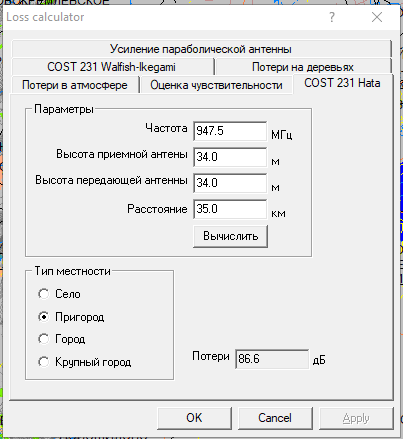 Loss calculator
Усиление параболической антенны
COST 231 Walfish-Ikegami Потери на деревьях
Потери в атмосфере Оценка чувствительности COST 231 Hata
Параметры
Частота 947.5 МГц
Высота приемной антены 34.0 м
Высота передающей антенны 34.0 м
Расстояние 35.0 км
Вычислить
Тип местности
Село
Пригород
Город
Крупный город
Потери 86.6 дБ
OK Cancel Apply